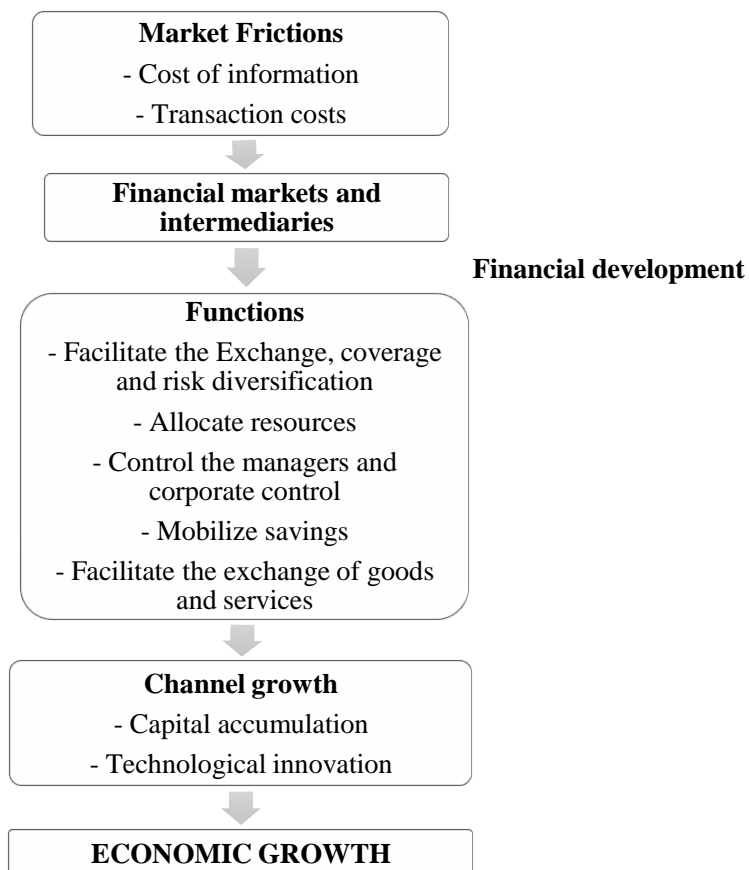 Market Frictions
- Cost of information
- Transaction costs
Financial markets and
intermediaries
Financial development
Functions
- Facilitate the Exchange, coverage
and risk diversification
- Allocate resources
- Control the managers and
corporate control
- Mobilize savings
- Facilitate the exchange of goods
and services
Channel growth
- Capital accumulation
- Technological innovation
ECONOMIC GROWTH